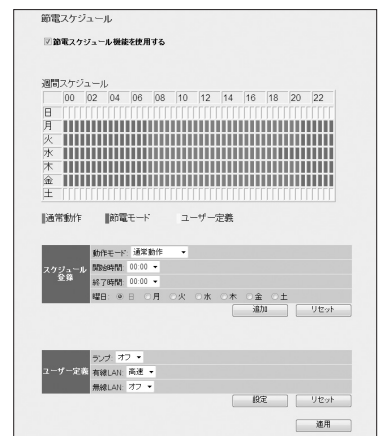 節電スケジュール
節電スケジュール機能を使用する
週間スケジュール
00 02 04 06 08 10 12 14 16 18 20 22
日
月
火
水
木
金
土
通常動作 節電モード ユーザー定義
スケジュール登録
動作モード: 通常動作
開始時間: 00:00
終了時間: 00:00
曜日: 日 月 火 水 木 金 土
追加 リセット
ユーザー定義
ランプ: オフ
有線LAN: 高速
無線LAN: オフ
設定 リセット
適用